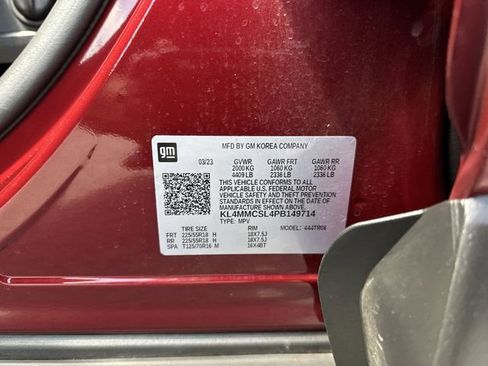 gm
MFD BY GM KOREA COMPANY
03/23 GVWR GAWR FRT GAWR RR
2000 KG 1060 KG 1060 KG
4409 LB 2336 LB 2336 LB
THIS VEHICLE CONFORMS TO ALL
APPLICABLE U.S. FEDERAL MOTOR
VEHICLE SAFETY AND THEFT PREVENTION
STANDARDS IN EFFECT ON THE DATE OF
MANUFACTURE SHOWN ABOVE.
KL4MMCSL4PB149714
TYPE: MPV
TIRE SIZE RIM MODEL: 4TR06
FRT 225/55R18 H 18X7.5J
RR 225/55R18 H 18X7.5J
SPA T125/70R16 M 16X4BT